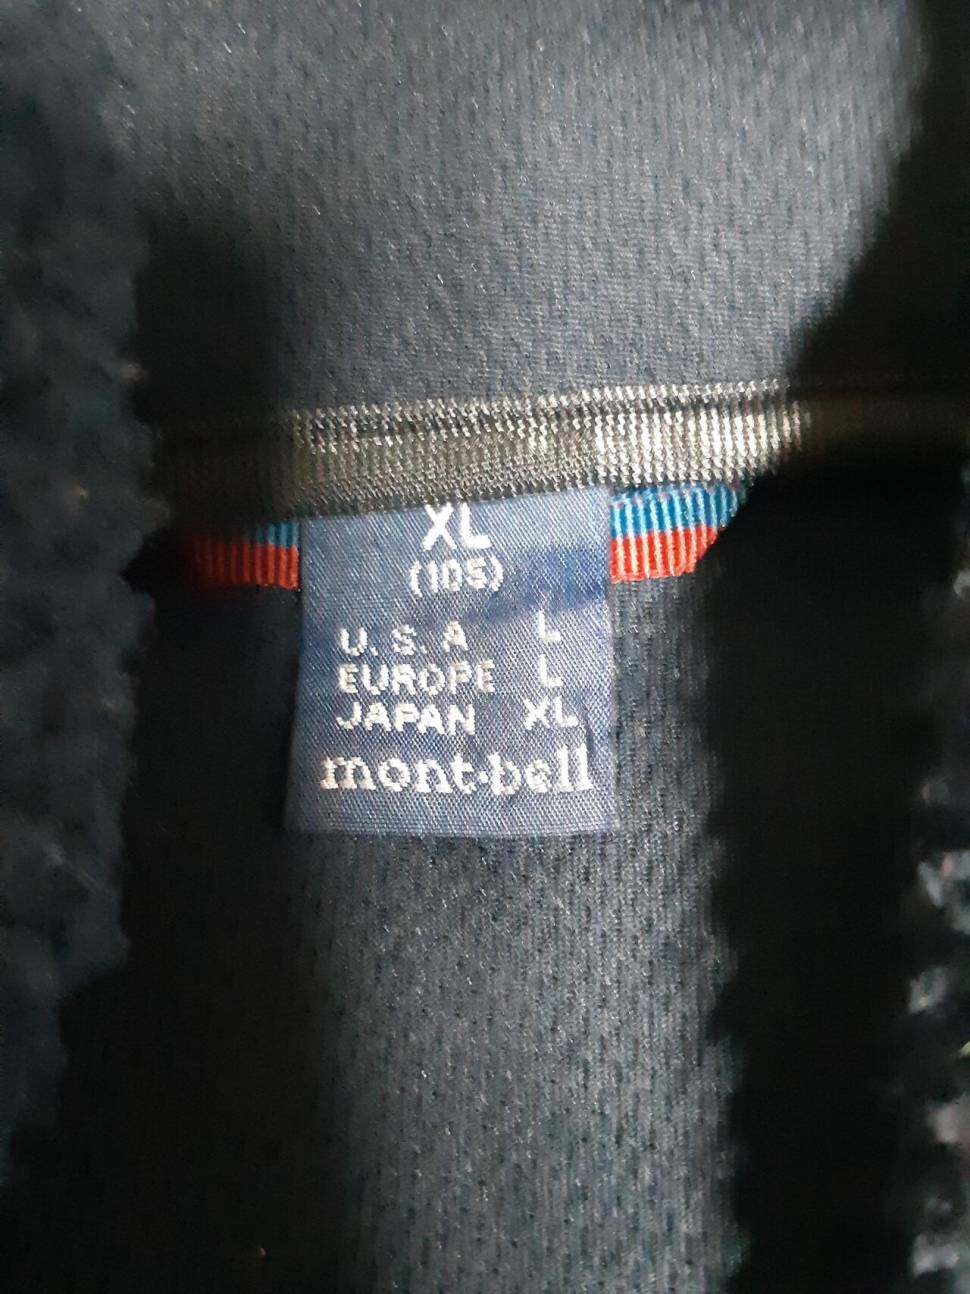 XL
(105)
U.S.A L
EUROPE L
JAPAN XL
mont-bell